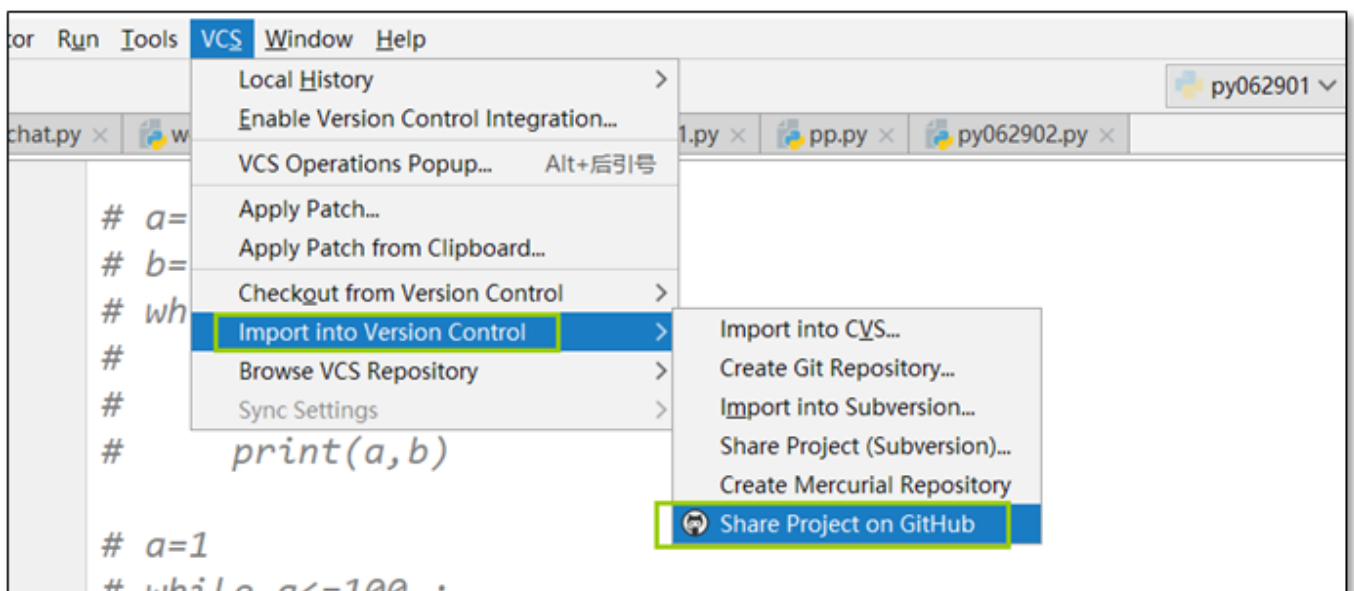 Run Tools VCS Window Help
py062901
chat.py
1.py
pp.py
py062902.py
Local History
Enable Version Control Integration...
VCS Operations Popup... Alt+后引号
Apply Patch...
Apply Patch from Clipboard...
Checkout from Version Control
Import into Version Control
Browse VCS Repository
Sync Settings
Import into CVS...
Create Git Repository...
Import into Subversion...
Share Project (Subversion)...
Create Mercurial Repository
Share Project on GitHub
# a=
# b=
# wh
#
#
# print(a,b)
# a=1
# while a<=100 :